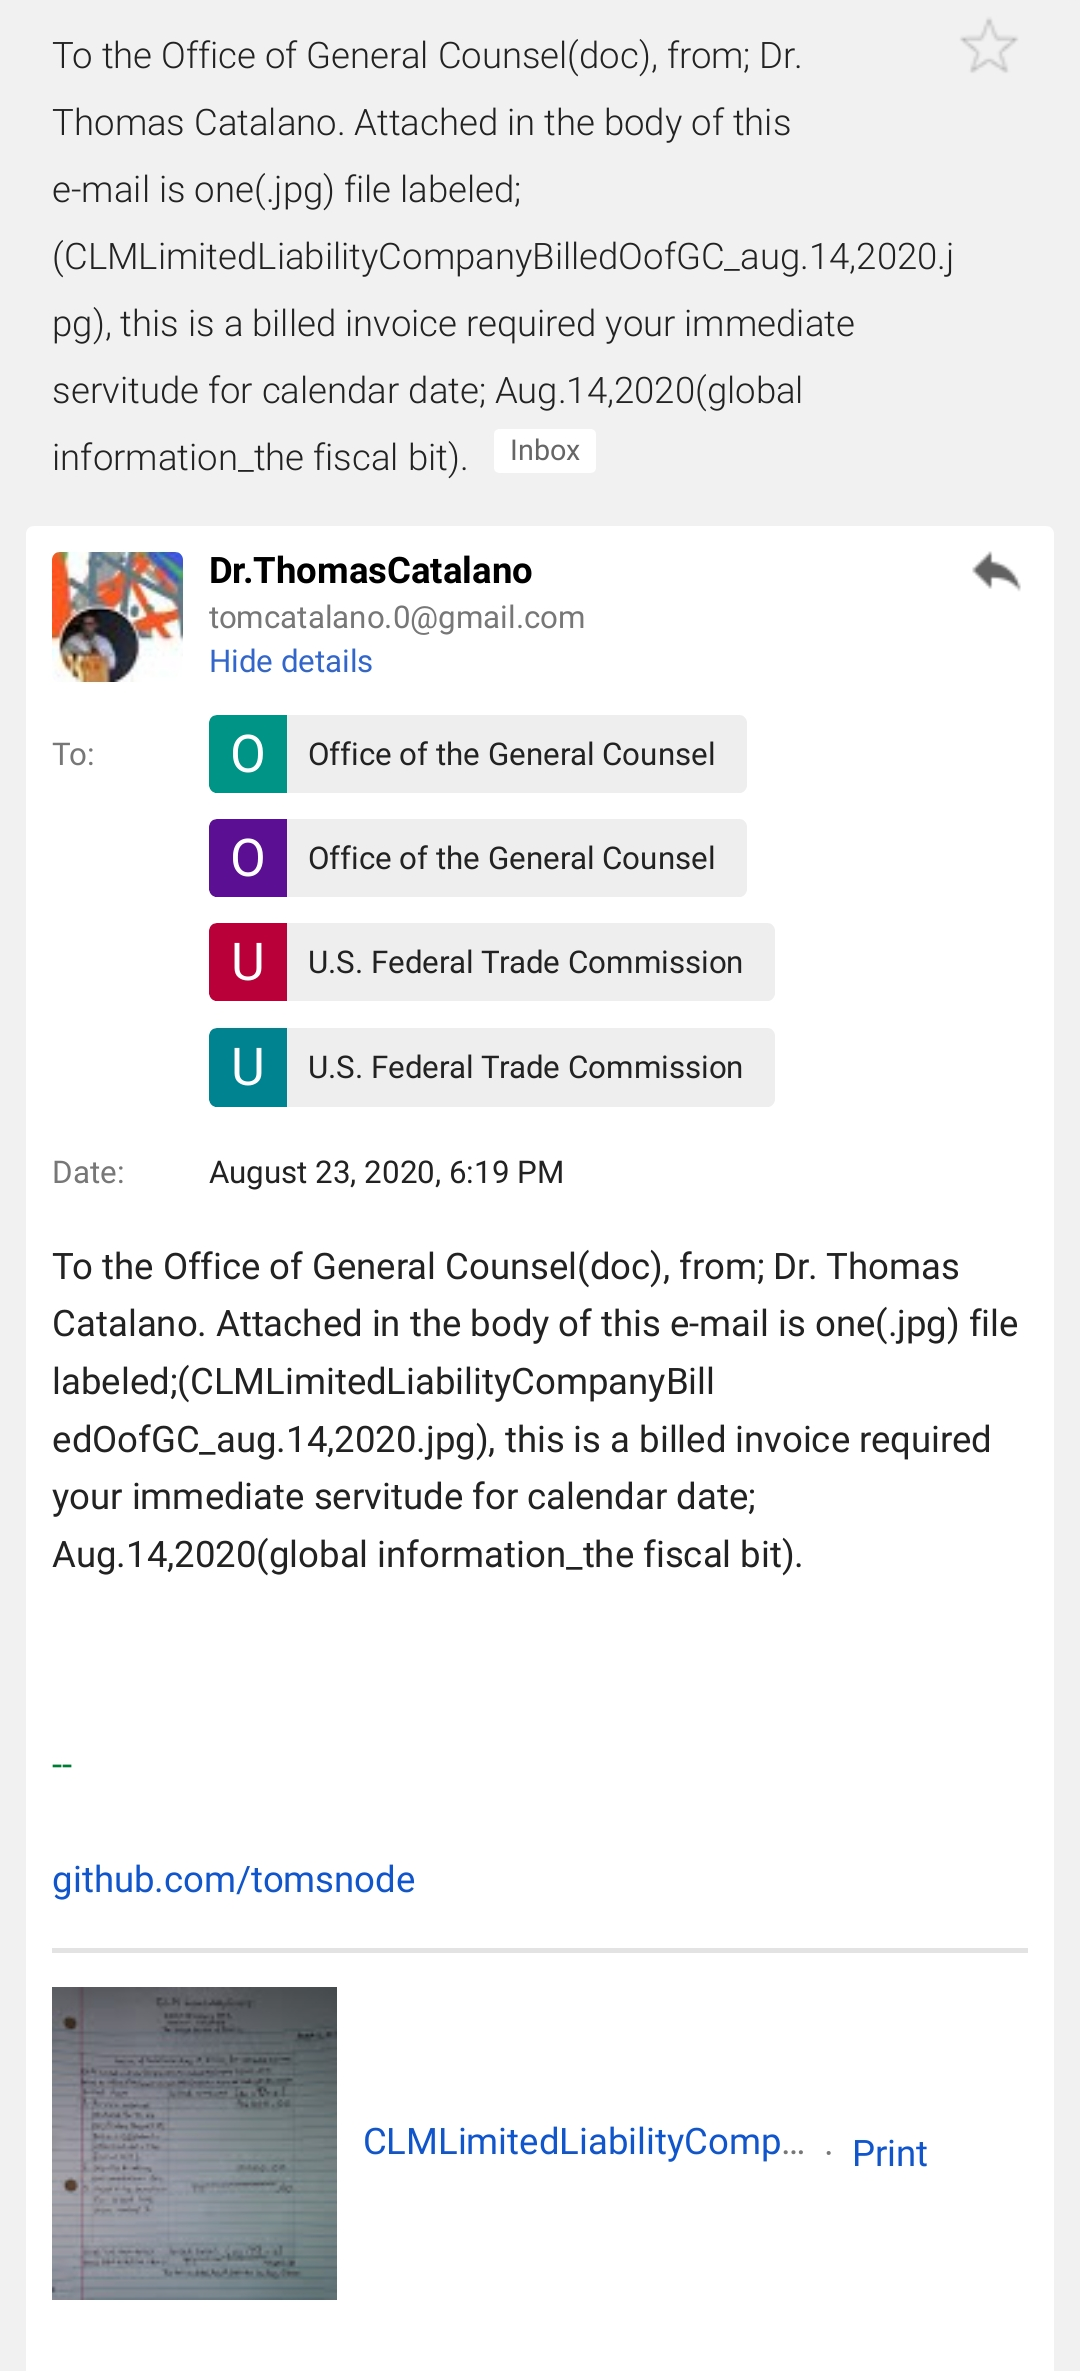 To the Office of General Counsel(doc), from; Dr.
Thomas Catalano. Attached in the body of this
e-mail is one(.jpg) file labeled;
(CLMLimitedLiabilityCompanyBilledOofGC_aug.14,2020.j
pg), this is a billed invoice required your immediate
servitude for calendar date; Aug.14,2020(global
information_the fiscal bit). Inbox
Dr.ThomasCatalano
tomcatalano.0@gmail.com
Hide details
To:
O Office of the General Counsel
O Office of the General Counsel
U U.S. Federal Trade Commission
U U.S. Federal Trade Commission
Date: August 23, 2020, 6:19 PM
To the Office of General Counsel(doc), from; Dr. Thomas
Catalano. Attached in the body of this e-mail is one(.jpg) file
labeled;(CLMLimitedLiabilityCompanyBill
edOofGC_aug.14,2020.jpg), this is a billed invoice required
your immediate servitude for calendar date;
Aug.14,2020(global information_the fiscal bit).
--
github.com/tomsnode
CLMLimitedLiabilityComp... . Print